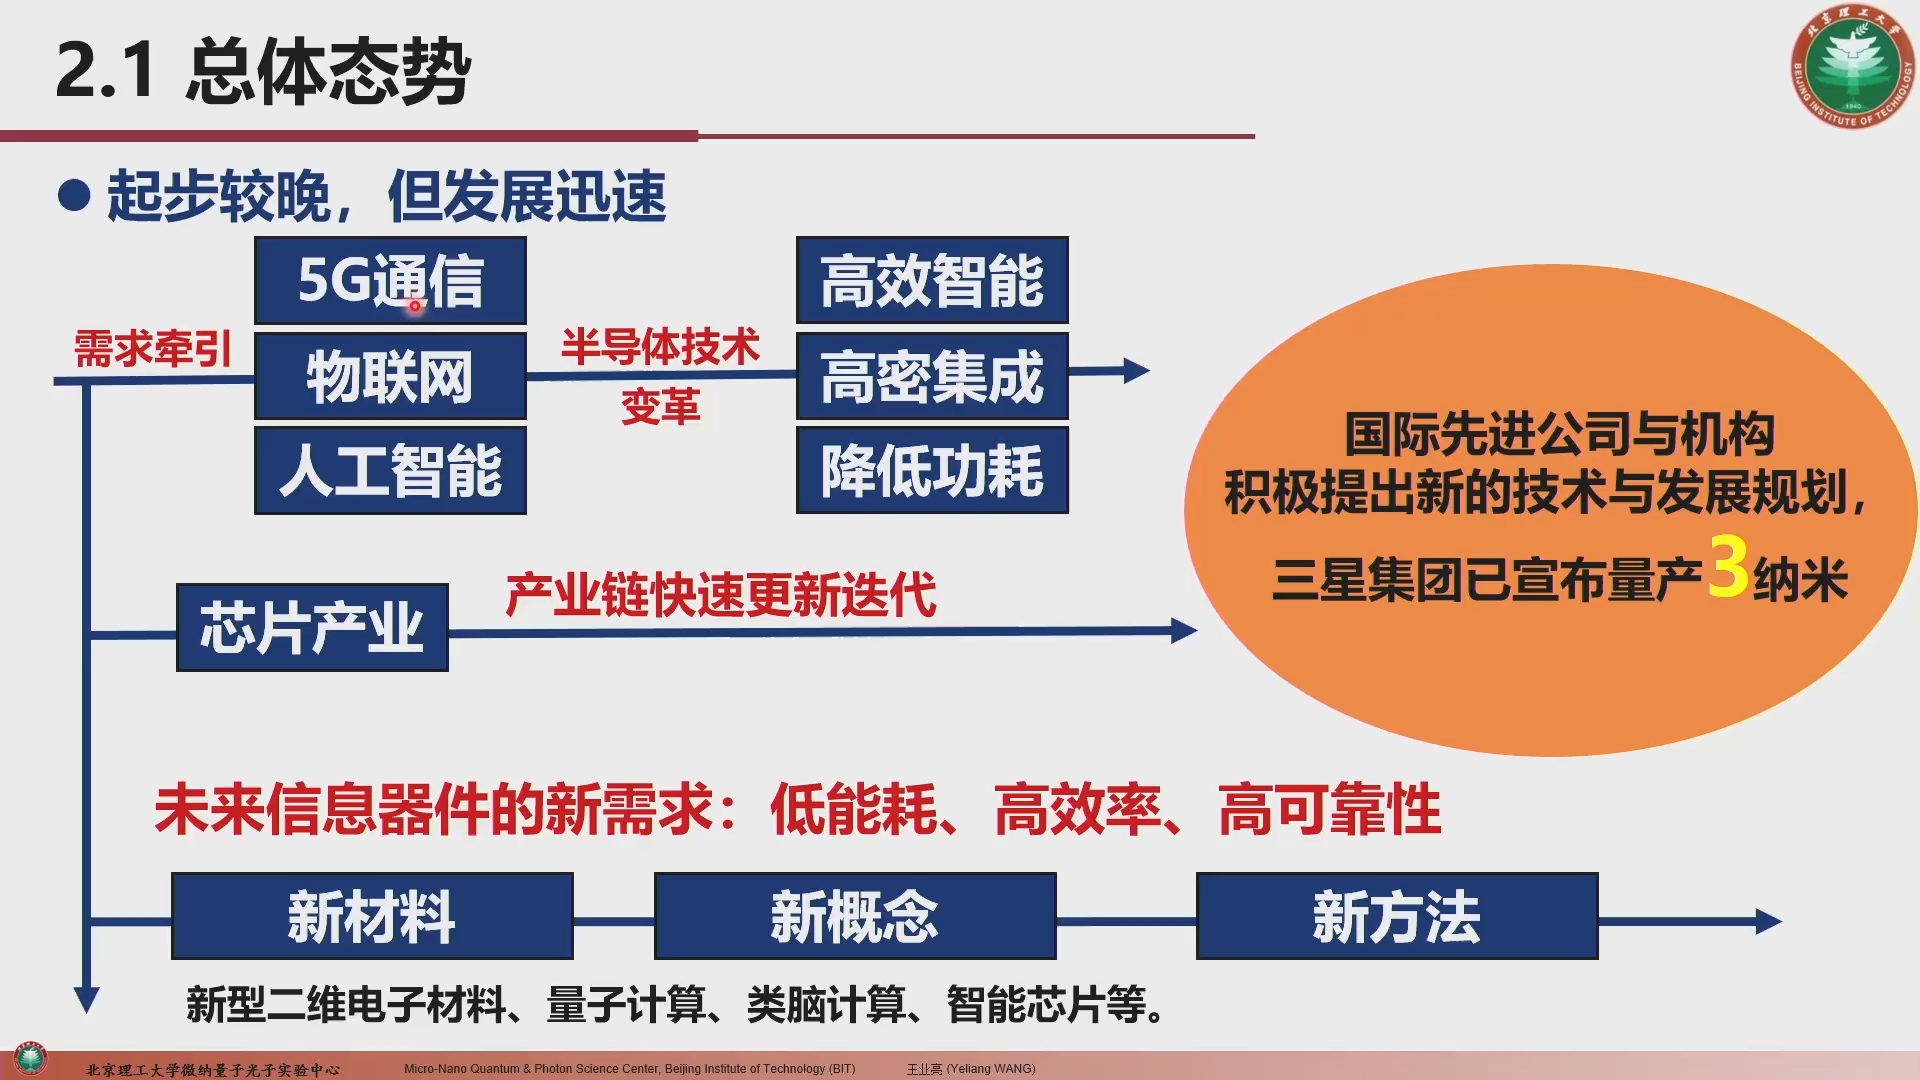 2.1 总体态势
北京理工大学
BEIJING INSTITUTE OF TECHNOLOGY
1940
起步较晚，但发展迅速
需求牵引
5G通信
物联网
人工智能
半导体技术
变革
高效智能
高密集成
降低功耗
国际先进公司与机构
积极提出新的技术与发展规划，
三星集团已宣布量产3纳米
芯片产业
产业链快速更新迭代
未来信息器件的新需求：低能耗、高效率、高可靠性
新材料
新概念
新方法
新型二维电子材料、量子计算、类脑计算、智能芯片等。
北京理工大学微纳量子光子实验中心
Micro-Nano Quantum & Photon Science Center, Beijing Institute of Technology (BIT)
王业亮 (Yeliang WANG)